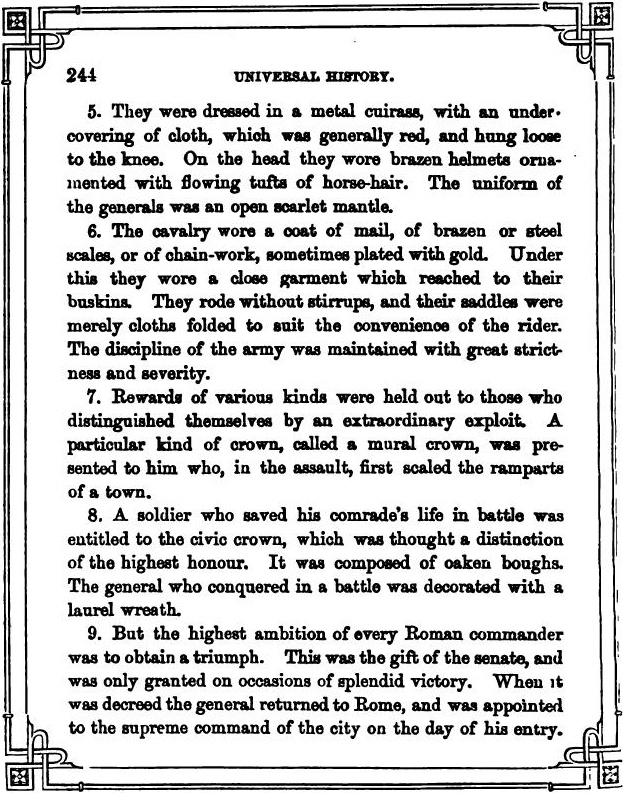 244 UNIVERSAL HISTORY.
5. They were dressed in a metal cuirass, with an under-
covering of cloth, which was generally red, and hung loose
to the knee. On the head they wore brazen helmets orna-
mented with flowing tufts of horse-hair. The uniform of
the generals was an open scarlet mantle.
6. The cavalry wore a coat of mail, of brazen or steel
scales, or of chain-work, sometimes plated with gold. Under
this they wore a close garment which reached to their
buskins. They rode without stirrups, and their saddles were
merely cloths folded to suit the convenience of the rider.
The discipline of the army was maintained with great strict-
ness and severity.
7. Rewards of various kinds were held out to those who
distinguished themselves by an extraordinary exploit. A
particular kind of crown, called a mural crown, was pre-
sented to him who, in the assault, first scaled the ramparts
of a town.
8. A soldier who saved his comrade's life in battle was
entitled to the civic crown, which was thought a distinction
of the highest honour. It was composed of oaken boughs.
The general who conquered in a battle was decorated with a
laurel wreath.
9. But the highest ambition of every Roman commander
was to obtain a triumph. This was the gift of the senate, and
was only granted on occasions of splendid victory. When it
was decreed the general returned to Rome, and was appointed
to the supreme command of the city on the day of his entry.